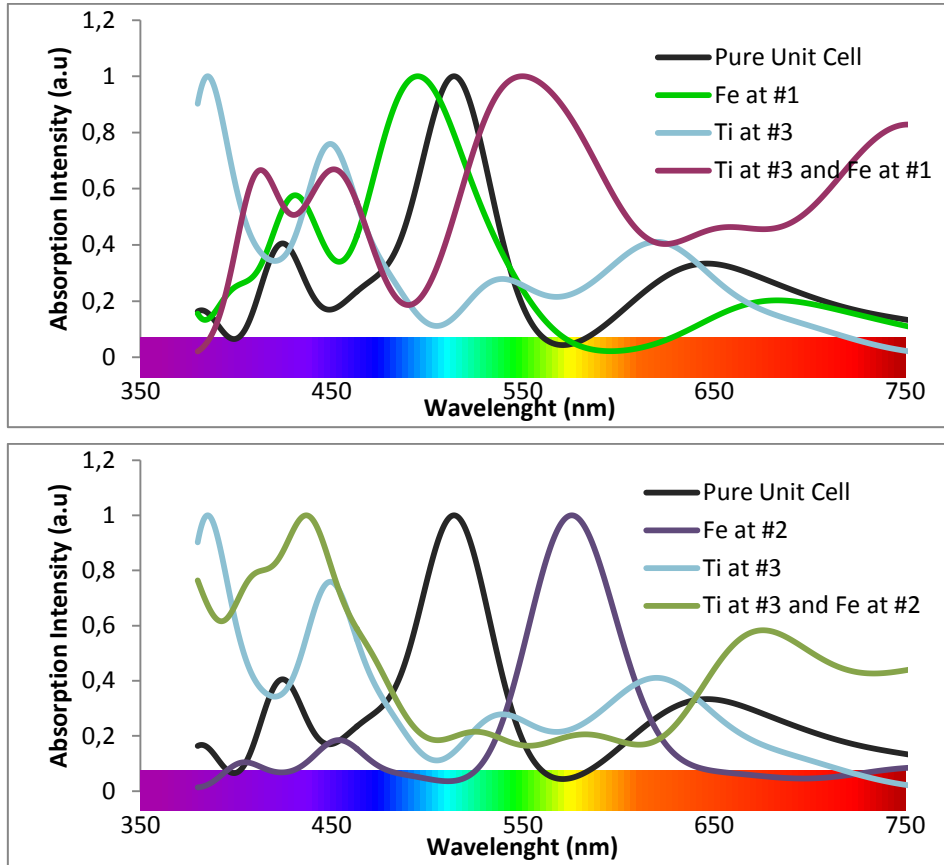 1,2
1
0,8
0,6
0,4
0,2
0
Absorption Intensity (a.u)
Pure Unit Cell
Fe at #1
Ti at #3
Ti at #3 and Fe at #1
350 450 550 650 750
Wavelenght (nm)
1,2
1
0,8
0,6
0,4
0,2
0
Absorption Intensity (a.u)
Pure Unit Cell
Fe at #2
Ti at #3
Ti at #3 and Fe at #2
350 450 550 650 750
Wavelenght (nm)